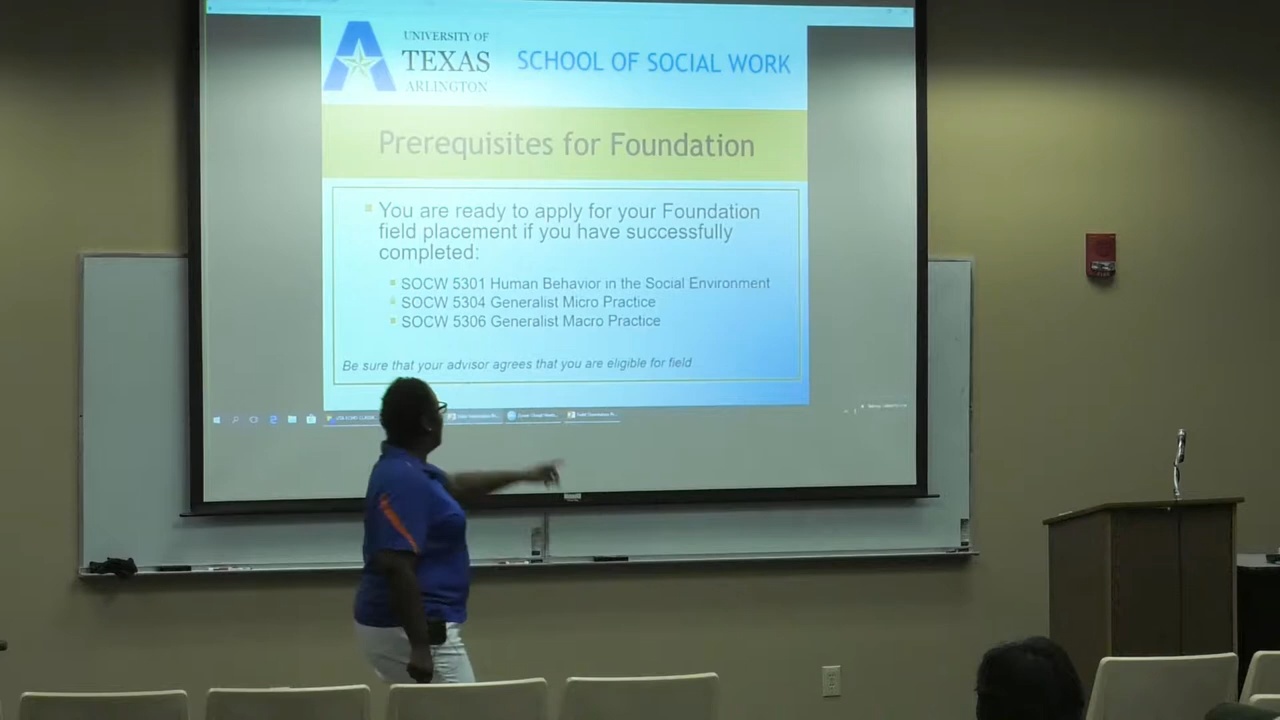 UNIVERSITY OF
TEXAS
ARLINGTON
SCHOOL OF SOCIAL WORK
Prerequisites for Foundation
You are ready to apply for your Foundation
field placement if you have successfully
completed:
SOCW 5301 Human Behavior in the Social Environment
SOCW 5304 Generalist Micro Practice
SOCW 5306 Generalist Macro Practice
Be sure that your advisor agrees that you are eligible for field